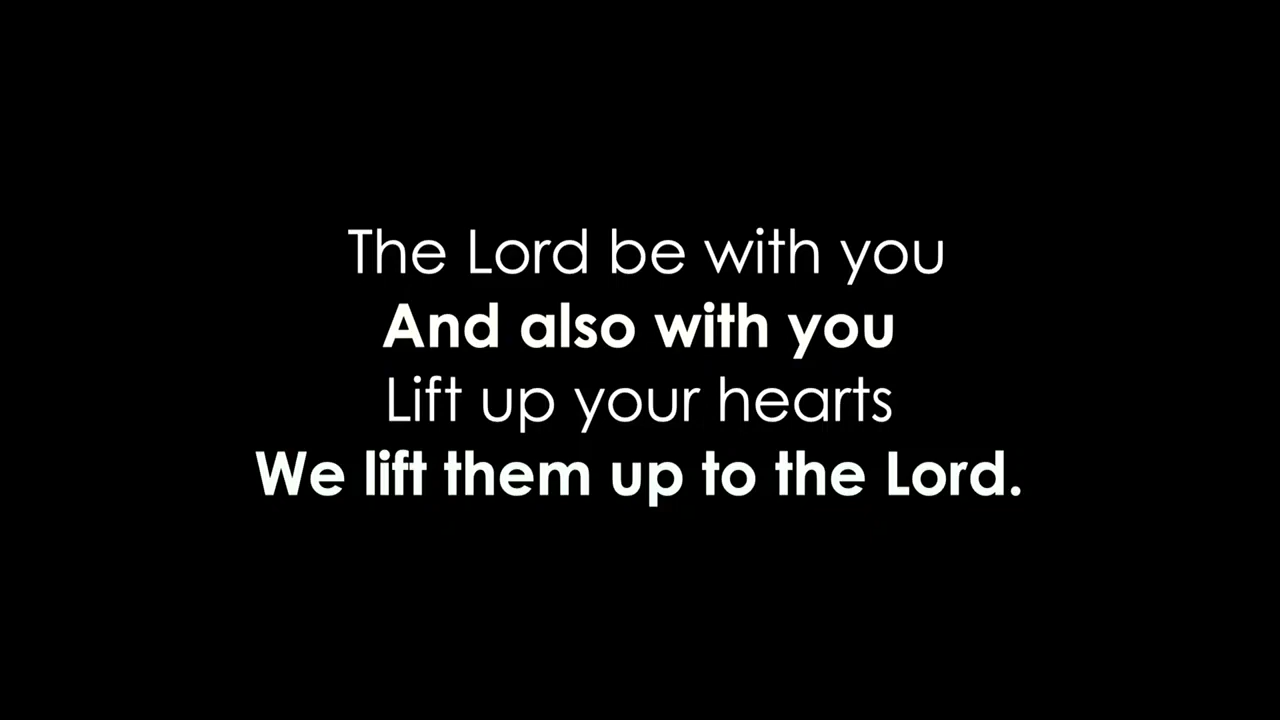 The Lord be with you
And also with you
Lift up your hearts
We lift them up to the Lord.